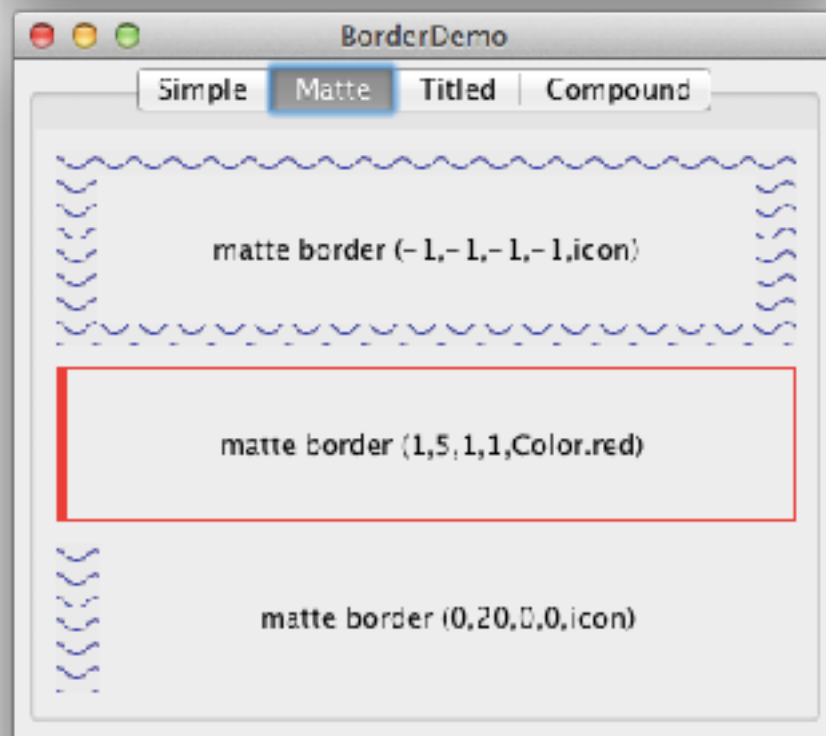 BorderDemo
Simple Matte Titled Compound
matte border (-1,-1,-1,-1,icon)
matte border (1,5,1,1,Color.red)
matte border (0,20,0,0,icon)